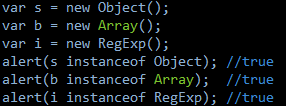 var s = new Object();
var b = new Array();
var i = new RegExp();
alert(s instanceof Object); //true
alert(b instanceof Array);  //true
alert(i instanceof RegExp); //true